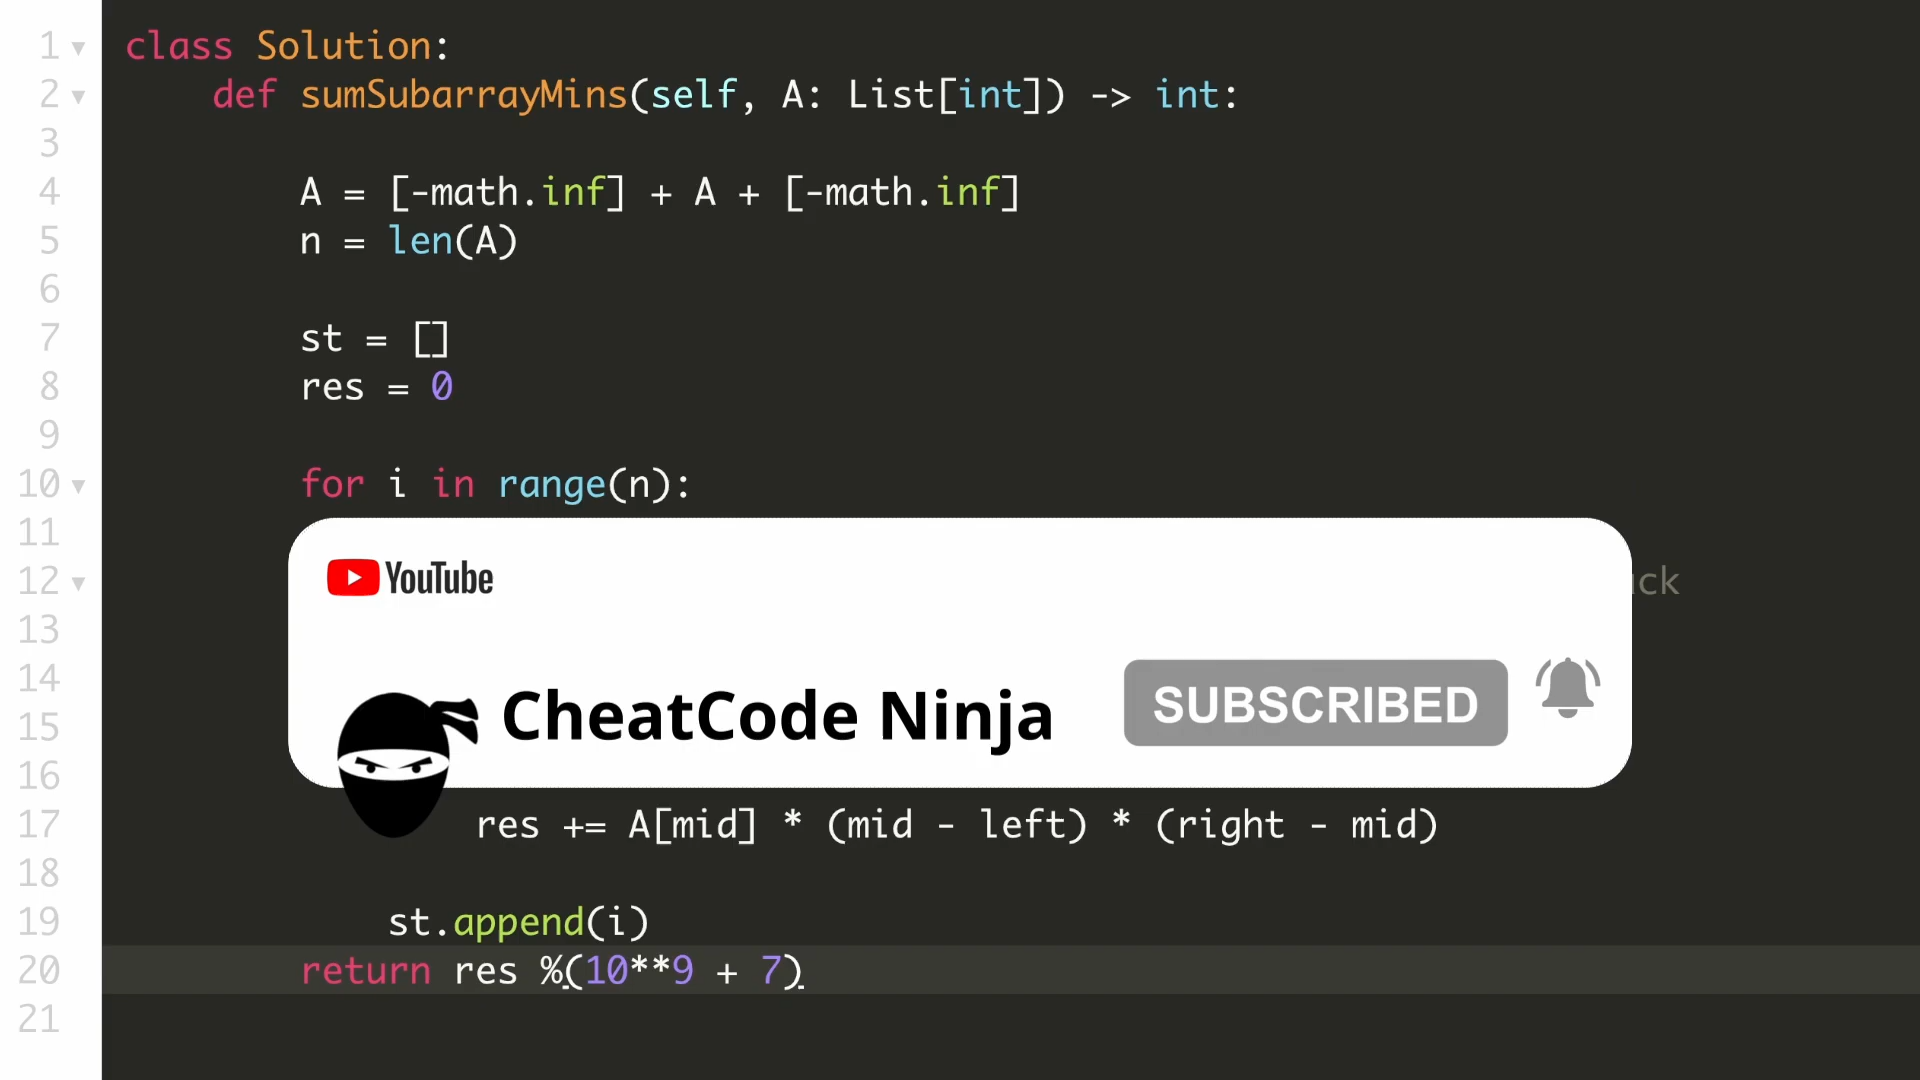 1 class Solution:
2 def sumSubarrayMins(self, A: List[int]) -> int:
3
4 A = [-math.inf] + A + [-math.inf]
5 n = len(A)
6
7 st = []
8 res = 0
9
10 for i in range(n):
11
12
YouTube
13
14
15 CheatCode Ninja SUBSCRIBED
16
17 res += A[mid] * (mid - left) * (right - mid)
18
19 st.append(i)
20 return res %(10**9 + 7)
21